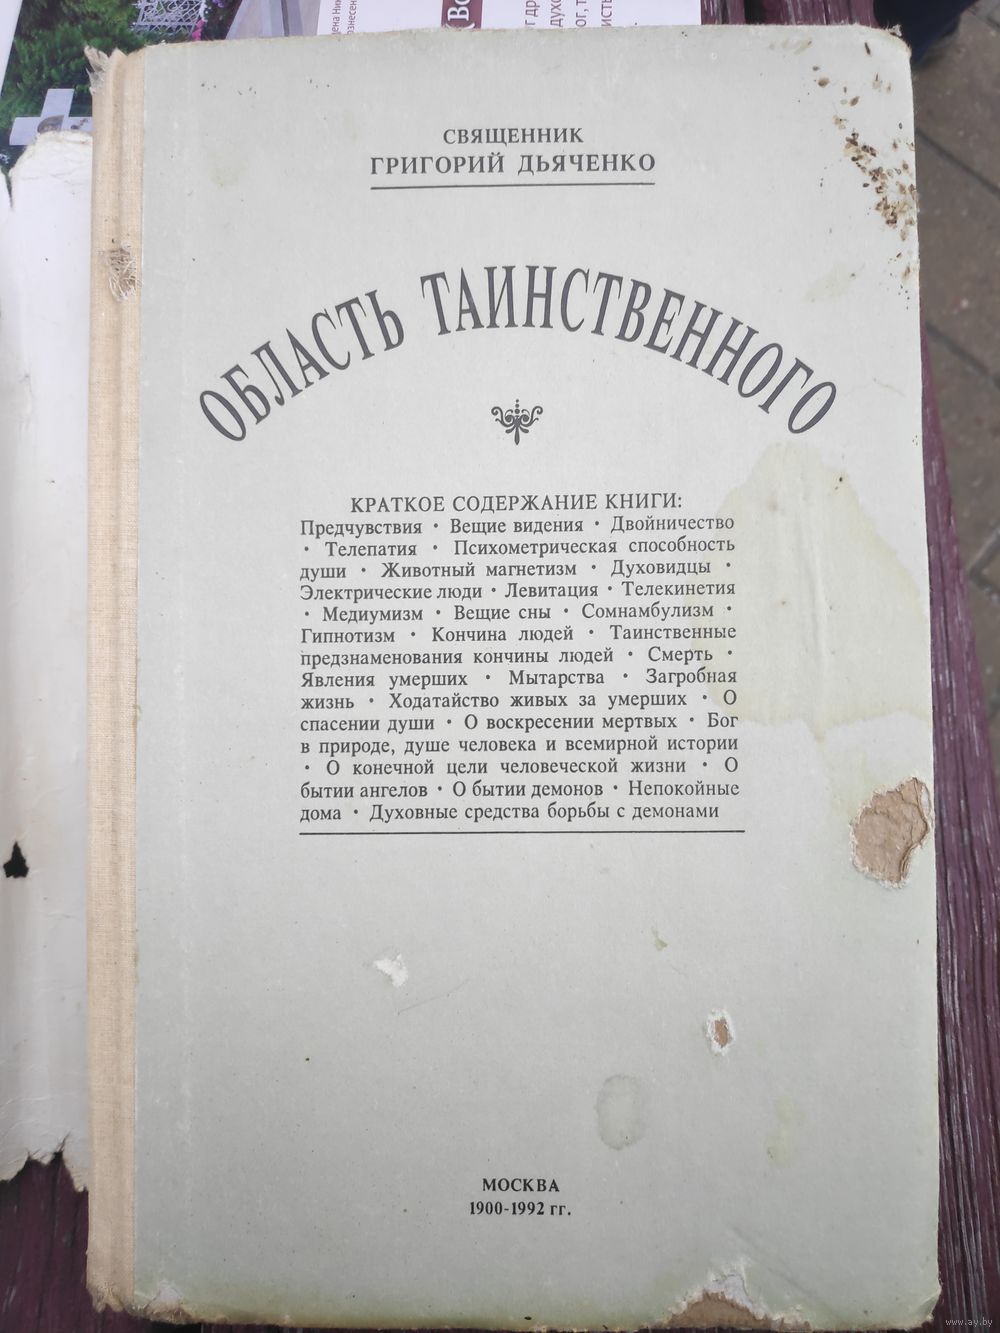 СВЯЩЕННИК
ГРИГОРИЙ ДЬЯЧЕНКО
ОБЛАСТЬ ТАИНСТВЕННОГО
КРАТКОЕ СОДЕРЖАНИЕ КНИГИ:
Предчувствия • Вещие видения • Двойничество
• Телепатия • Психометрическая способность
души • Животный магнетизм • Духовидцы •
Электрические люди • Левитация • Телекинетия
• Медиумизм • Вещие сны • Сомнамбулизм •
Гипнотизм • Кончина людей • Таинственные
предзнаменования кончины людей • Смерть •
Явления умерших • Мытарства • Загробная
жизнь • Ходатайство живых за умерших • О
спасении души • О воскресении мертвых • Бог
в природе, душе человека и всемирной истории
• О конечной цели человеческой жизни • О
бытии ангелов • О бытии демонов • Непокойные
дома • Духовные средства борьбы с демонами
МОСКВА
1900-1992 гг.
www.ay.by